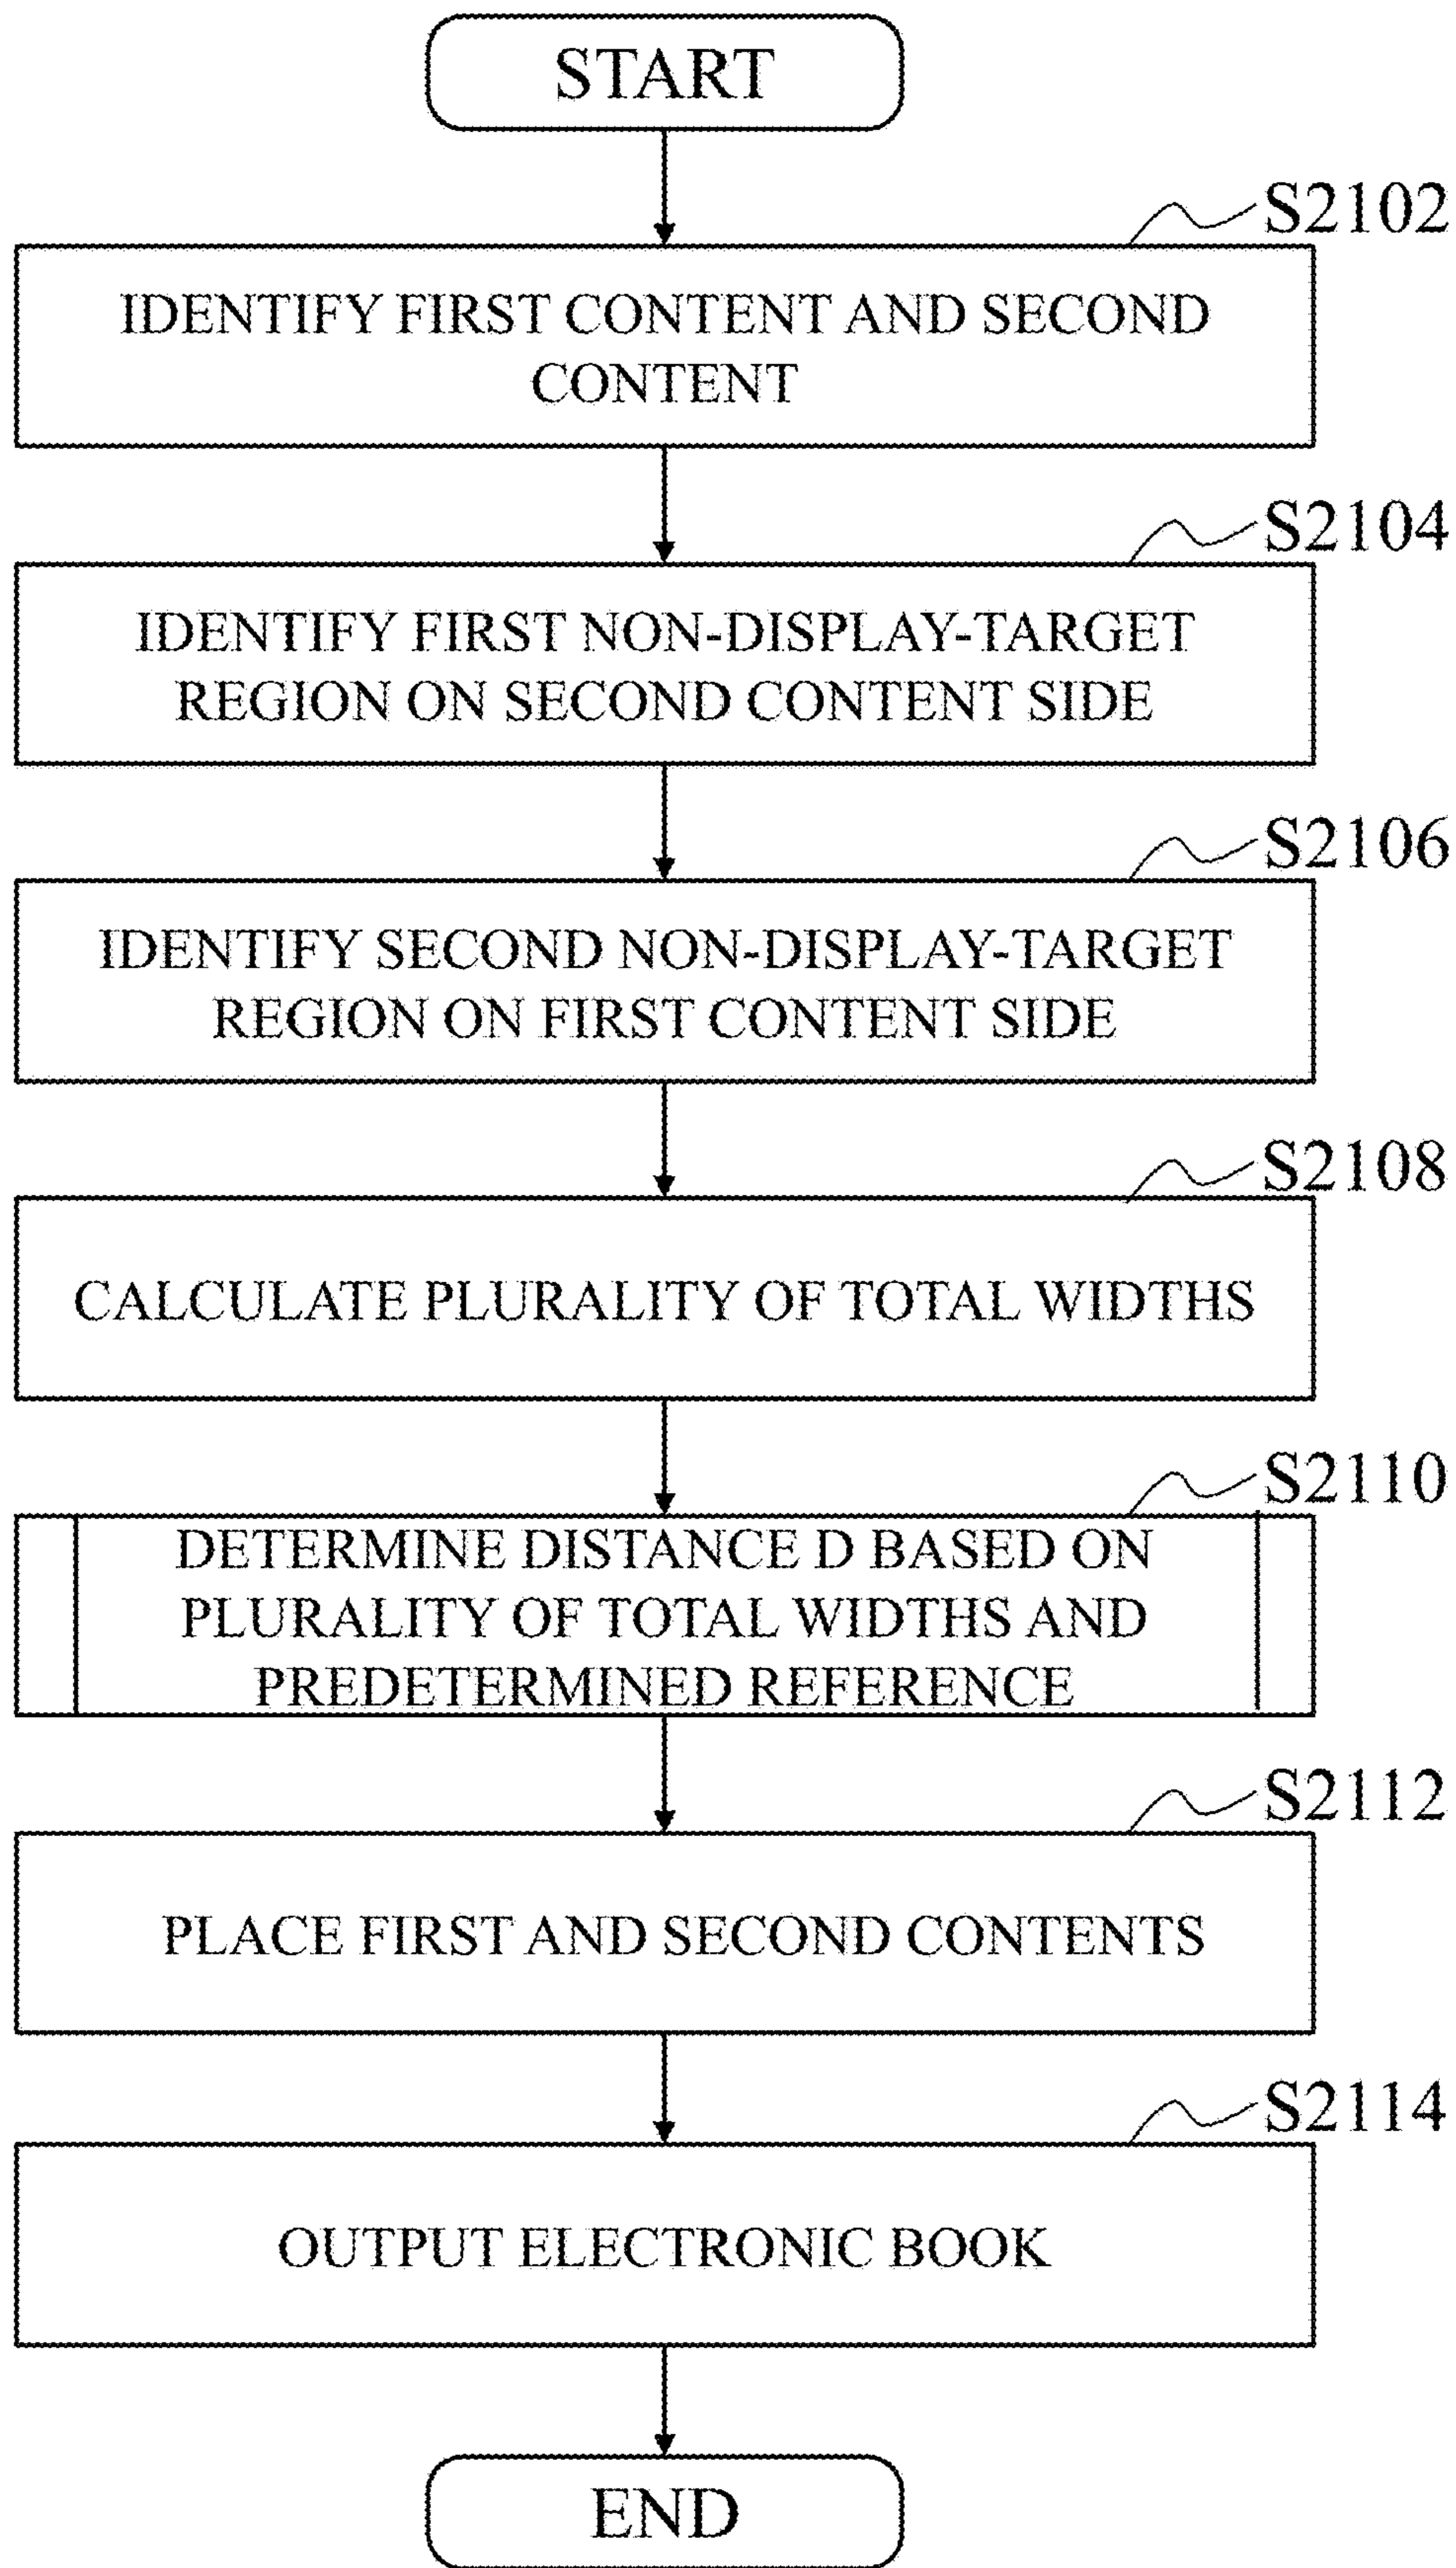 START
S2102
IDENTIFY FIRST CONTENT AND SECOND
CONTENT
S2104
IDENTIFY FIRST NON-DISPLAY-TARGET
REGION ON SECOND CONTENT SIDE
S2106
IDENTIFY SECOND NON-DISPLAY-TARGET
REGION ON FIRST CONTENT SIDE
S2108
CALCULATE PLURALITY OF TOTAL WIDTHS
S2110
DETERMINE DISTANCE D BASED ON
PLURALITY OF TOTAL WIDTHS AND
PREDETERMINED REFERENCE
S2112
PLACE FIRST AND SECOND CONTENTS
S2114
OUTPUT ELECTRONIC BOOK
END